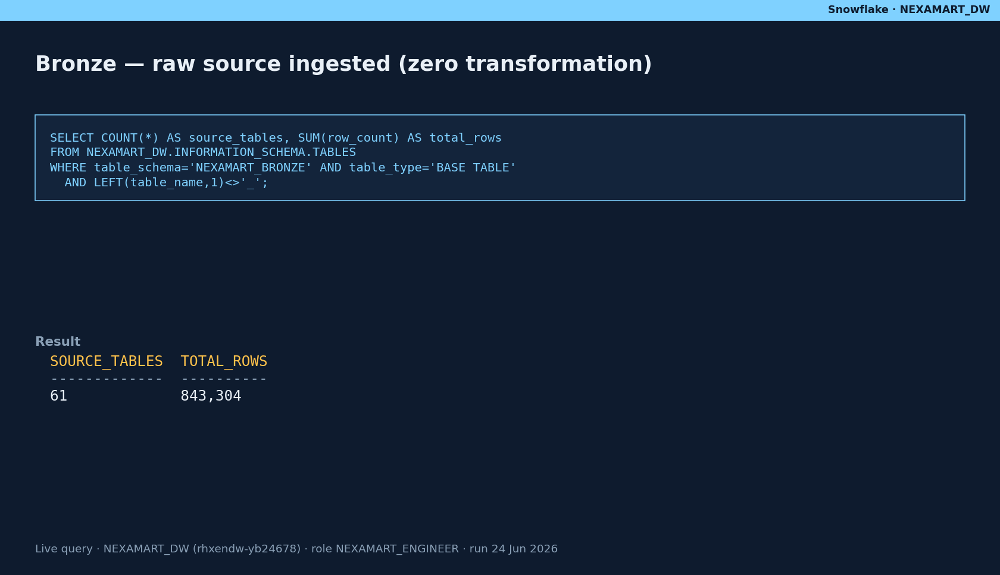 Snowflake · NEXAMART_DW
Bronze — raw source ingested (zero transformation)
SELECT COUNT(*) AS source_tables, SUM(row_count) AS total_rows
FROM NEXAMART_DW.INFORMATION_SCHEMA.TABLES
WHERE table_schema='NEXAMART_BRONZE' AND table_type='BASE TABLE'
  AND LEFT(table_name,1)<>'_';
Result
SOURCE_TABLES  TOTAL_ROWS
-------------  ----------
61             843,304
Live query · NEXAMART_DW (rhxendw-yb24678) · role NEXAMART_ENGINEER · run 24 Jun 2026